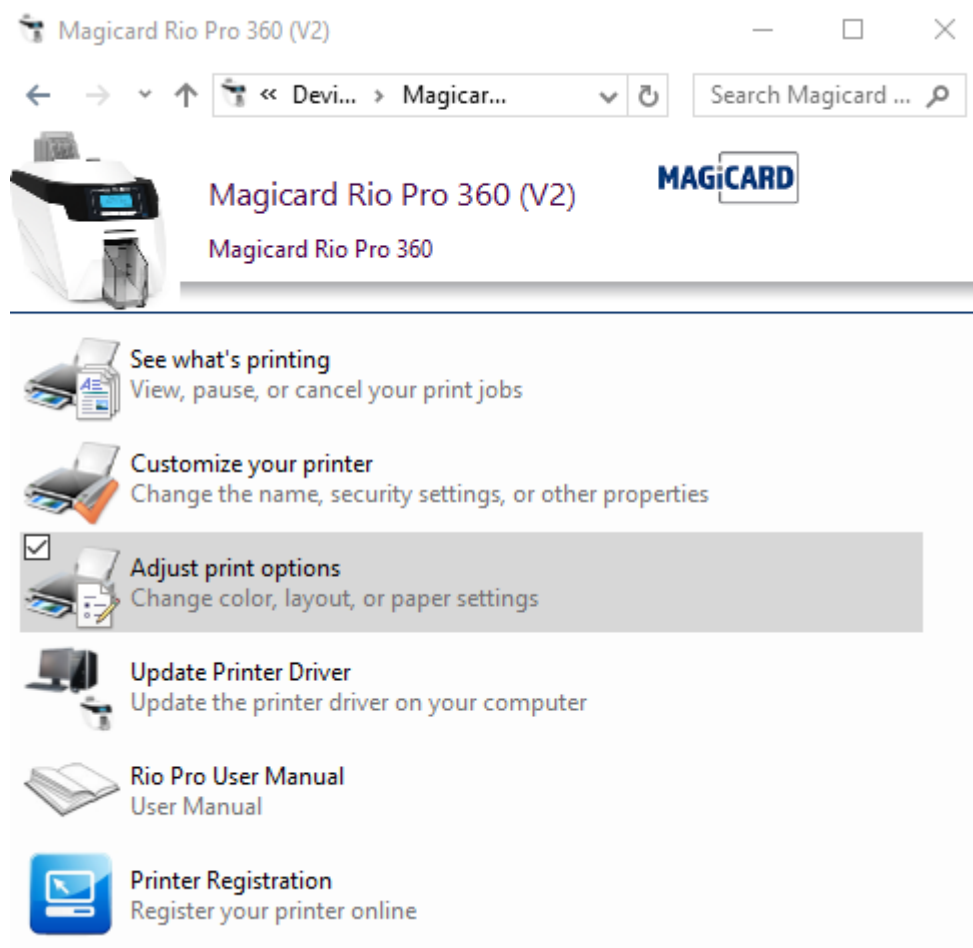 Magicard Rio Pro 360 (V2)
« Devi... › Magicar...
Search Magicard ...
Magicard Rio Pro 360 (V2)
MAGiCARD
Magicard Rio Pro 360
See what's printing
View, pause, or cancel your print jobs
Customize your printer
Change the name, security settings, or other properties
Adjust print options
Change color, layout, or paper settings
Update Printer Driver
Update the printer driver on your computer
Rio Pro User Manual
User Manual
Printer Registration
Register your printer online